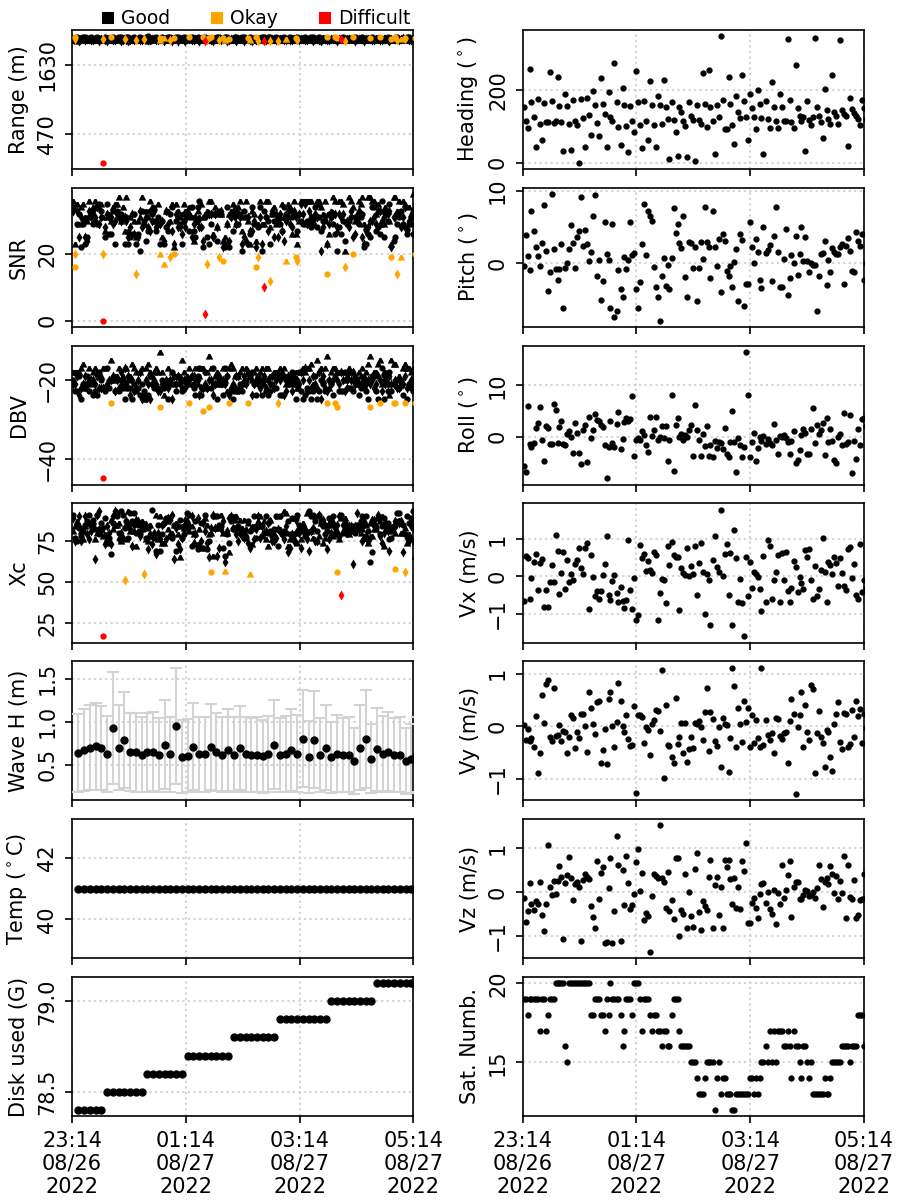 Good Okay Difficult
Range (m)
1630
470
Heading (°)
200
0
SNR
20
0
Pitch (°)
10
0
DBV
−20
−40
Roll (°)
10
0
Xc
75
50
25
Vx (m/s)
1
0
−1
Wave H (m)
1.5
1.0
0.5
Vy (m/s)
1
0
−1
Temp (°C)
42
40
Vz (m/s)
1
0
−1
Disk used (G)
79.0
78.5
Sat. Numb.
20
15
23:14 01:14 03:14 05:14
08/26 08/27 08/27 08/27
2022 2022 2022 2022
23:14 01:14 03:14 05:14
08/26 08/27 08/27 08/27
2022 2022 2022 2022